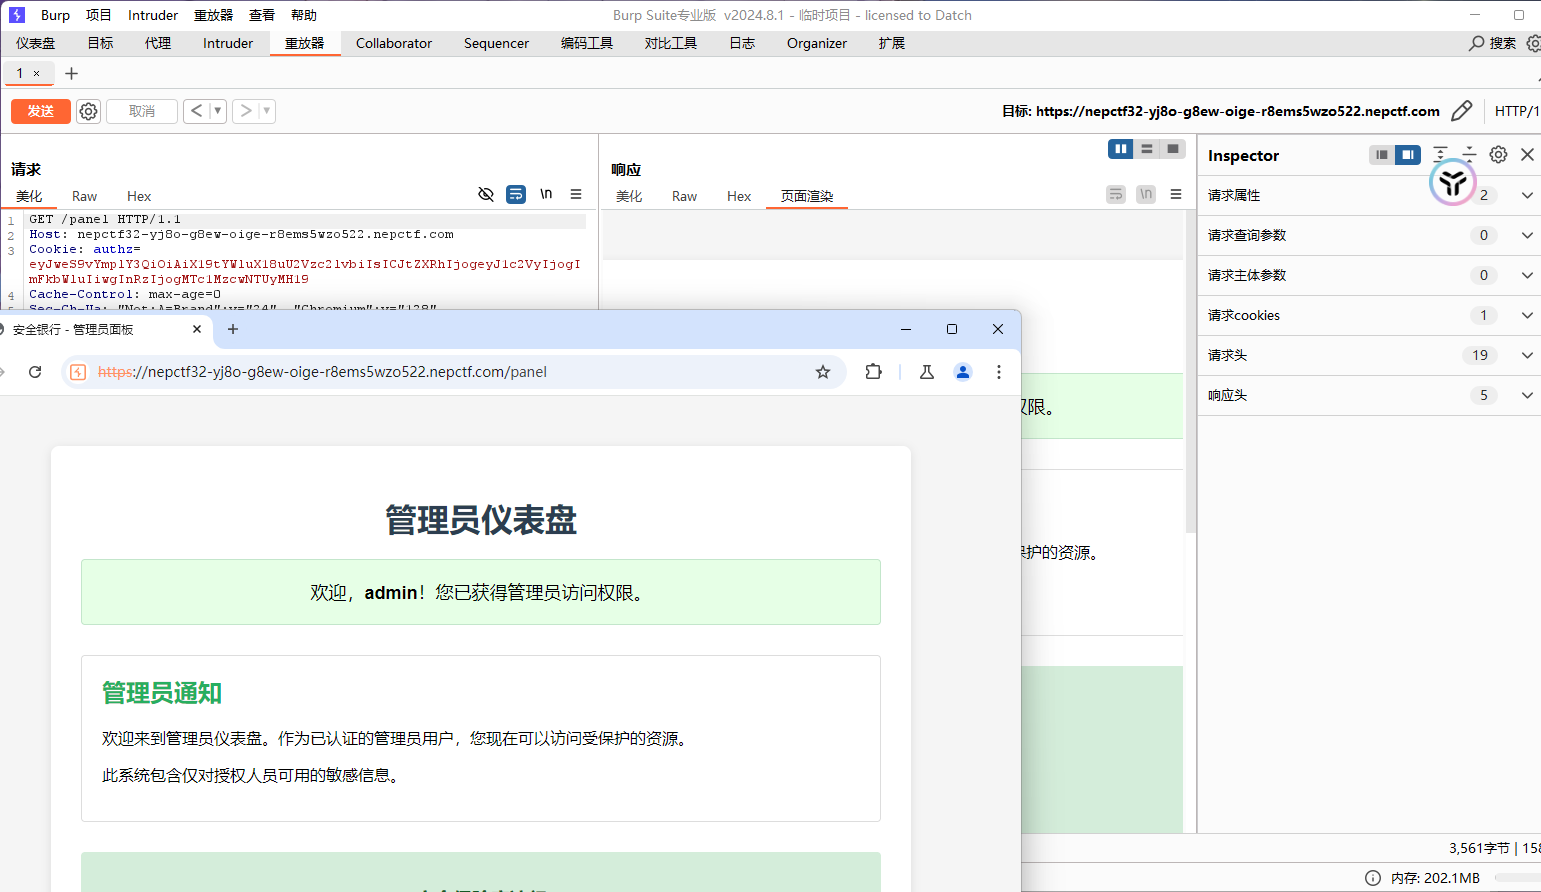 Burp 项目 Intruder 重放器 查看 帮助 Burp Suite专业版 v2024.8.1 - 临时项目 - licensed to Datch
仪表盘 目标 代理 Intruder 重放器 Collaborator Sequencer 编码工具 对比工具 日志 Organizer 扩展 搜索
1 × +
发送 取消 < > 目标: https://nepctf32-yj8o-g8ew-oige-r8ems5wzo522.nepctf.com HTTP/1
请求
美化 Raw Hex \n
1 GET /panel HTTP/1.1
2 Host: nepctf32-yj8o-g8ew-oige-r8ems5wzo522.nepctf.com
3 Cookie: authz=
4 Cache-Control: max-age=0
响应
美化 Raw Hex 页面渲染 \n
权限。
保护的资源。
Inspector
请求属性 2
请求查询参数 0
请求主体参数 0
请求cookies 1
请求头 19
响应头 5
安全银行 - 管理员面板
https://nepctf32-yj8o-g8ew-oige-r8ems5wzo522.nepctf.com/panel
管理员仪表盘
欢迎，admin！您已获得管理员访问权限。
管理员通知
欢迎来到管理员仪表盘。作为已认证的管理员用户，您现在可以访问受保护的资源。
此系统包含仅对授权人员可用的敏感信息。
3,561字节 | 158
内存: 202.1MB